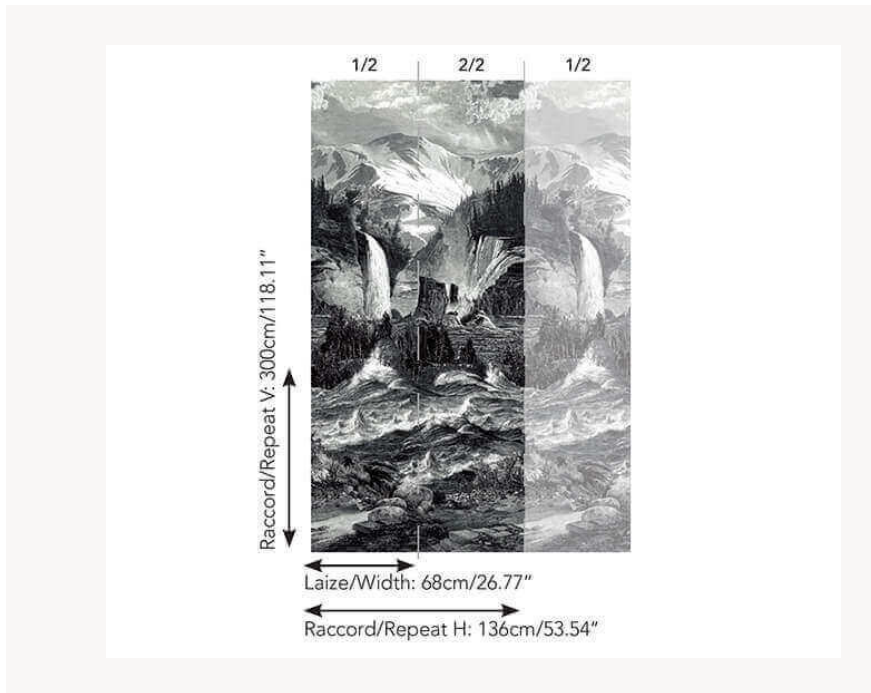 1/2 2/2 1/2
Raccord/Repeat V: 300cm/118.11”
Laize/Width: 68cm/26.77”
Raccord/Repeat H: 136cm/53.54”